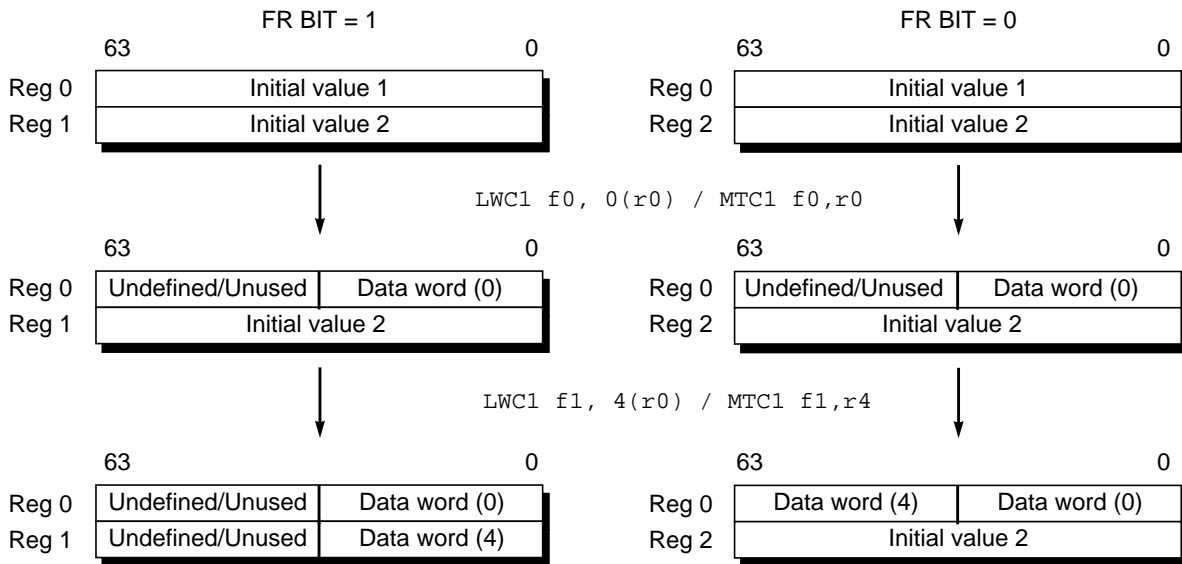 FR BIT = 1
FR BIT = 0
63 0
63 0
Reg 0 Initial value 1
Reg 1 Initial value 2
Reg 0 Initial value 1
Reg 2 Initial value 2
LWC1 f0, 0(r0) / MTC1 f0,r0
63 0
63 0
Reg 0 Undefined/Unused Data word (0)
Reg 1 Initial value 2
Reg 0 Undefined/Unused Data word (0)
Reg 2 Initial value 2
LWC1 f1, 4(r0) / MTC1 f1,r4
63 0
63 0
Reg 0 Undefined/Unused Data word (0)
Reg 1 Undefined/Unused Data word (4)
Reg 0 Data word (4) Data word (0)
Reg 2 Initial value 2